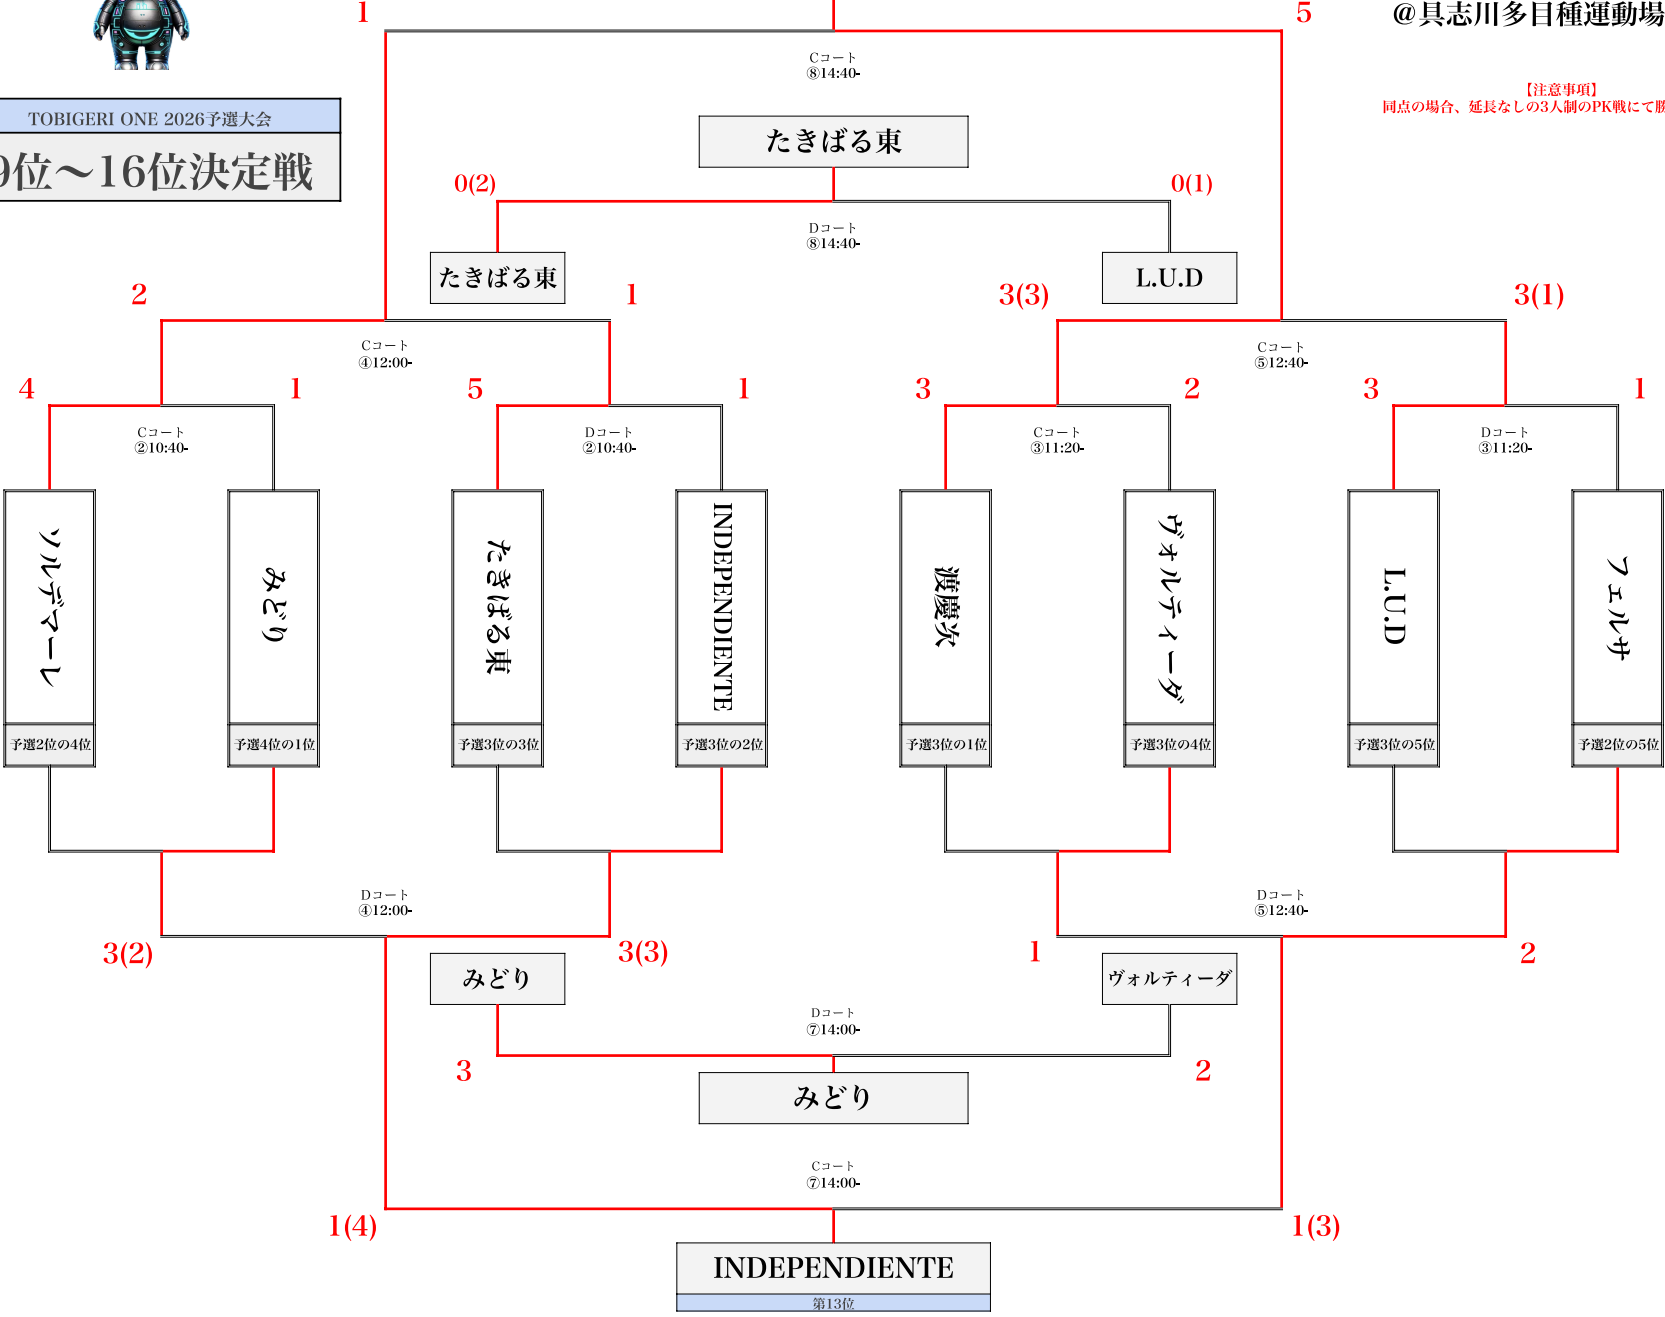 1
5
@具志川多目種運動場
Cコート
⑧14:40-
【注意事項】
同点の場合、延長なしの3人制のPK戦にて勝
TOBIGERI ONE 2026予選大会
9位〜16位決定戦
たきばる東
0(2)
0(1)
Dコート
⑧14:40-
たきばる東
L.U.D
2
1
3(3)
3(1)
Cコート
④12:00-
Cコート
⑤12:40-
4
1
5
1
3
2
3
1
Cコート
②10:40-
Dコート
②10:40-
Cコート
③11:20-
Dコート
③11:20-
ソルデマーレ
みどり
たきばる東
INDEPENDIENTE
渡慶次
ヴォルティーダ
L.U.D
フェルサ
予選2位の4位
予選4位の1位
予選3位の3位
予選3位の2位
予選3位の1位
予選3位の4位
予選3位の5位
予選2位の5位
Dコート
④12:00-
Dコート
⑤12:40-
3(2)
3(3)
1
2
みどり
ヴォルティーダ
Dコート
⑦14:00-
3
2
みどり
Cコート
⑦14:00-
1(4)
1(3)
INDEPENDIENTE
第13位